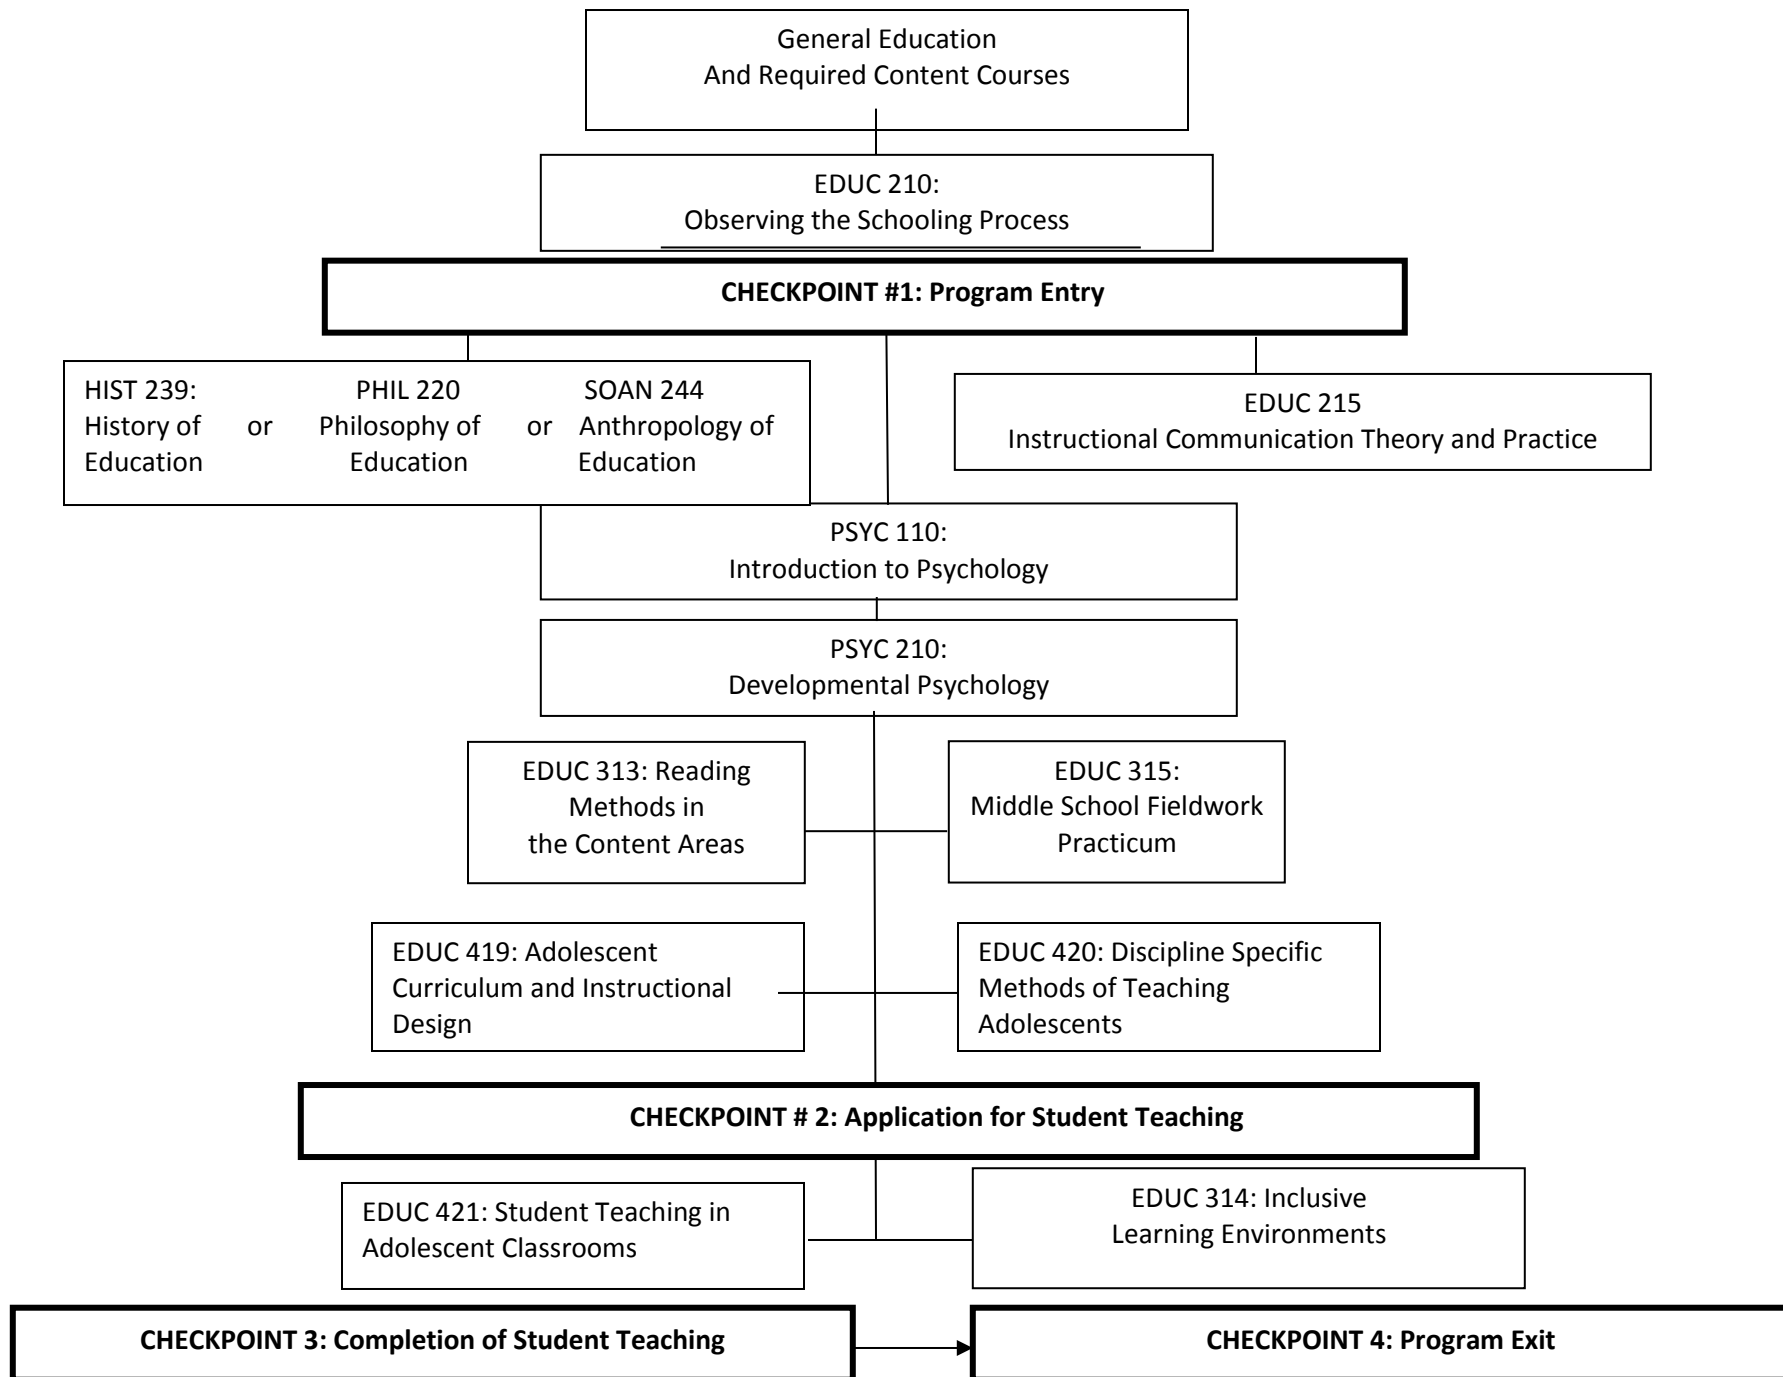 General Education
And Required Content Courses
EDUC 210:
Observing the Schooling Process
CHECKPOINT #1: Program Entry
HIST 239: PHIL 220 SOAN 244
History of or Philosophy of or Anthropology of
Education Education Education
EDUC 215
Instructional Communication Theory and Practice
PSYC 110:
Introduction to Psychology
PSYC 210:
Developmental Psychology
EDUC 313: Reading
Methods in
the Content Areas
EDUC 315:
Middle School Fieldwork
Practicum
EDUC 419: Adolescent
Curriculum and Instructional
Design
EDUC 420: Discipline Specific
Methods of Teaching
Adolescents
CHECKPOINT # 2: Application for Student Teaching
EDUC 421: Student Teaching in
Adolescent Classrooms
EDUC 314: Inclusive
Learning Environments
CHECKPOINT 3: Completion of Student Teaching
CHECKPOINT 4: Program Exit